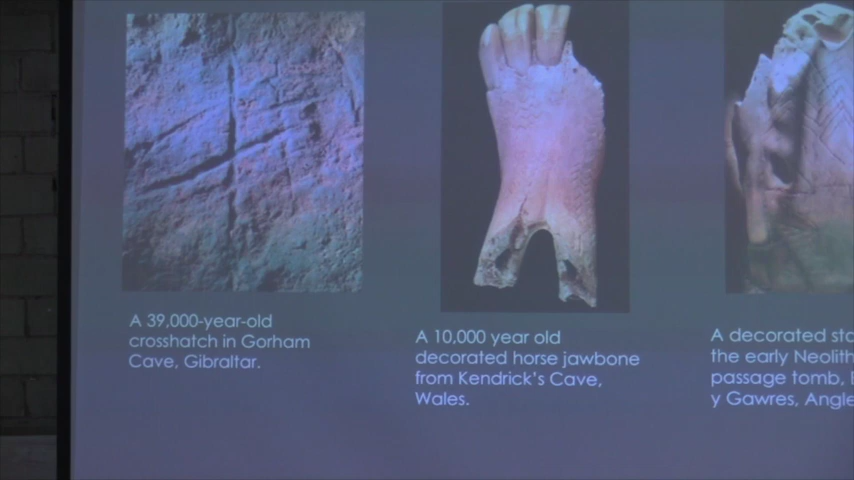 A 39,000-year-old
crosshatch in Gorham
Cave, Gibraltar.
A 10,000 year old
decorated horse jawbone
from Kendrick's Cave,
Wales.
A decorated
the early
passage tomb,
y Gawres,